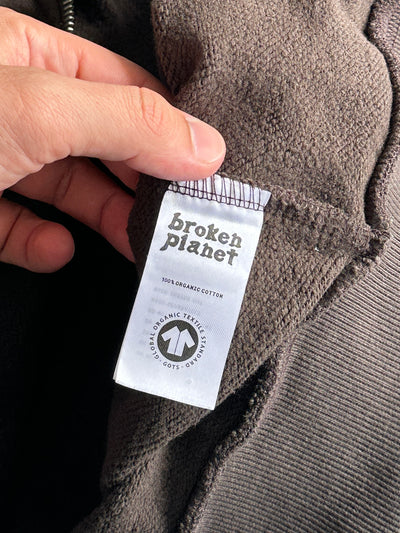 broken
planet
100% ORGANIC COTTON
GLOBAL ORGANIC TEXTILE STANDARD
· GOTS ·